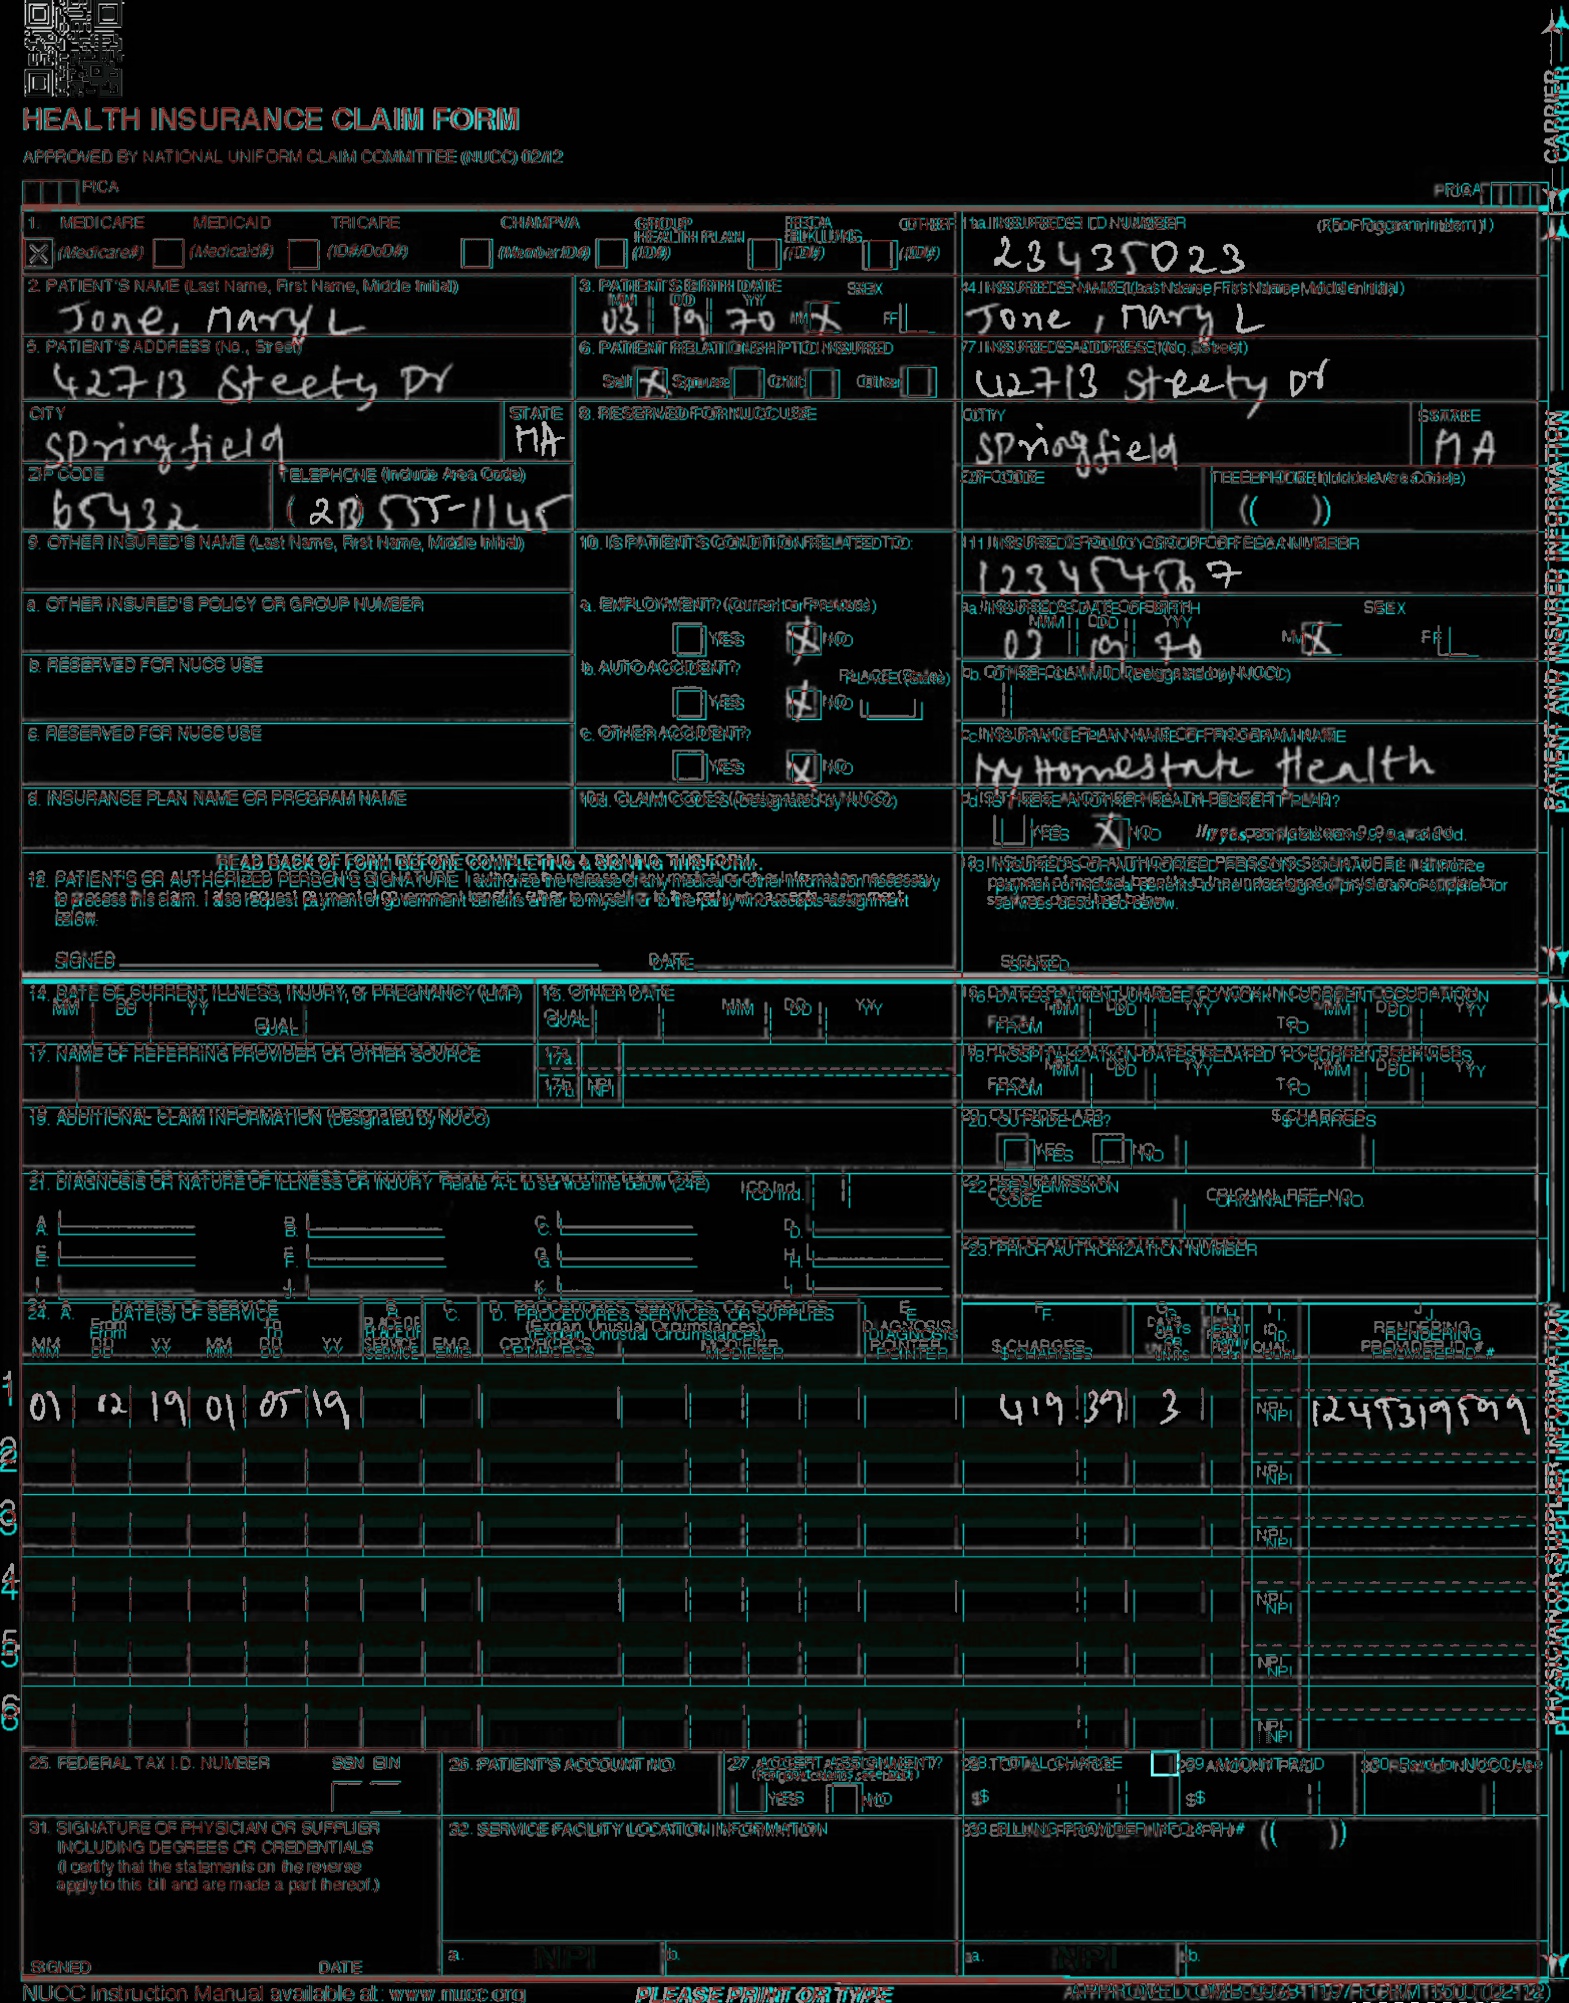 HEALTH INSURANCE CLAIM FORM
APPROVED BY NATIONAL UNIFORM CLAIM COMMITTEE (NUCC) 02/12
PICA
PICA
CARRIER
1. MEDICARE MEDICAID TRICARE CHAMPVA GROUP HEALTH PLAN FECA BLK LUNG OTHER
X (Medicare#) (Medicaid#) (ID#/DoD#) (Member ID#) (ID#) (ID#) (ID#)
1a. INSURED'S I.D. NUMBER (For Program in Item 1)
23435023
2. PATIENT'S NAME (Last Name, First Name, Middle Initial)
Jone, Mary L
3. PATIENT'S BIRTH DATE SEX
MM DD YY
03 19 70 M X F
4. INSURED'S NAME (Last Name, First Name, Middle Initial)
Jone, Mary L
5. PATIENT'S ADDRESS (No., Street)
42713 Steety Dr
6. PATIENT RELATIONSHIP TO INSURED
Self X Spouse Child Other
7. INSURED'S ADDRESS (No., Street)
42713 Steety Dr
CITY STATE
Springfield MA
8. RESERVED FOR NUCC USE
CITY STATE
Springfield MA
ZIP CODE TELEPHONE (Include Area Code)
65432 (213) 555-1145
ZIP CODE TELEPHONE (Include Area Code)
( )
9. OTHER INSURED'S NAME (Last Name, First Name, Middle Initial)
10. IS PATIENT'S CONDITION RELATED TO:
11. INSURED'S POLICY GROUP OR FECA NUMBER
123454567
a. OTHER INSURED'S POLICY OR GROUP NUMBER
a. EMPLOYMENT? (Current or Previous)
YES X NO
a. INSURED'S DATE OF BIRTH SEX
MM DD YY
03 19 70 M X F
b. RESERVED FOR NUCC USE
b. AUTO ACCIDENT? PLACE (State)
YES X NO
b. OTHER CLAIM ID (Designated by NUCC)
c. RESERVED FOR NUCC USE
c. OTHER ACCIDENT?
YES X NO
c. INSURANCE PLAN NAME OR PROGRAM NAME
My Homestate Health
d. INSURANCE PLAN NAME OR PROGRAM NAME
10d. CLAIM CODES (Designated by NUCC)
d. IS THERE ANOTHER HEALTH BENEFIT PLAN?
YES X NO If yes, complete items 9, 9a, and 9d.
READ BACK OF FORM BEFORE COMPLETING & SIGNING THIS FORM.
12. PATIENT'S OR AUTHORIZED PERSON'S SIGNATURE I authorize the release of any medical or other information necessary
to process this claim. I also request payment of government benefits either to myself or to the party who accepts assignment
below.
SIGNED DATE
13. INSURED'S OR AUTHORIZED PERSON'S SIGNATURE I authorize
payment of medical benefits to the undersigned physician or supplier for
services described below.
SIGNED
PATIENT AND INSURED INFORMATION
14. DATE OF CURRENT ILLNESS, INJURY, or PREGNANCY (LMP)
MM DD YY QUAL.
15. OTHER DATE
QUAL. MM DD YY
16. DATES PATIENT UNABLE TO WORK IN CURRENT OCCUPATION
MM DD YY MM DD YY
FROM TO
17. NAME OF REFERRING PROVIDER OR OTHER SOURCE
17a.
17b. NPI
18. HOSPITALIZATION DATES RELATED TO CURRENT SERVICES
MM DD YY MM DD YY
FROM TO
19. ADDITIONAL CLAIM INFORMATION (Designated by NUCC)
20. OUTSIDE LAB? $ CHARGES
YES NO
21. DIAGNOSIS OR NATURE OF ILLNESS OR INJURY Relate A-L to service line below (24E) ICD Ind.
A. B. C. D.
E. F. G. H.
I. J. K. L.
22. RESUBMISSION CODE ORIGINAL REF. NO.
23. PRIOR AUTHORIZATION NUMBER
24. A. DATE(S) OF SERVICE B. C. D. PROCEDURES, SERVICES, OR SUPPLIES E. F. G. H. I. J.
From To PLACE OF SERVICE (Explain Unusual Circumstances) DIAGNOSIS POINTER DAYS OR UNITS ID. QUAL. RENDERING PROVIDER ID. #
MM DD YY MM DD YY EMG CPT/HCPCS MODIFIER $ CHARGES
1 01 02 19 01 05 19 419 39 3 NPI
2 NPI
3 NPI
4 NPI
5 NPI
6 NPI
PHYSICIAN OR SUPPLIER INFORMATION
25. FEDERAL TAX I.D. NUMBER SSN EIN
26. PATIENT'S ACCOUNT NO.
27. ACCEPT ASSIGNMENT?
(For govt. claims, see back)
YES NO
28. TOTAL CHARGE
$
29. AMOUNT PAID
$
30. Rsvd for NUCC Use
31. SIGNATURE OF PHYSICIAN OR SUPPLIER
INCLUDING DEGREES OR CREDENTIALS
(I certify that the statements on the reverse
apply to this bill and are made a part thereof.)
SIGNED DATE
32. SERVICE FACILITY LOCATION INFORMATION
a. NPI b.
33. BILLING PROVIDER INFO & PH # ( )
a. NPI b.
NUCC Instruction Manual available at: www.nucc.org
PLEASE PRINT OR TYPE